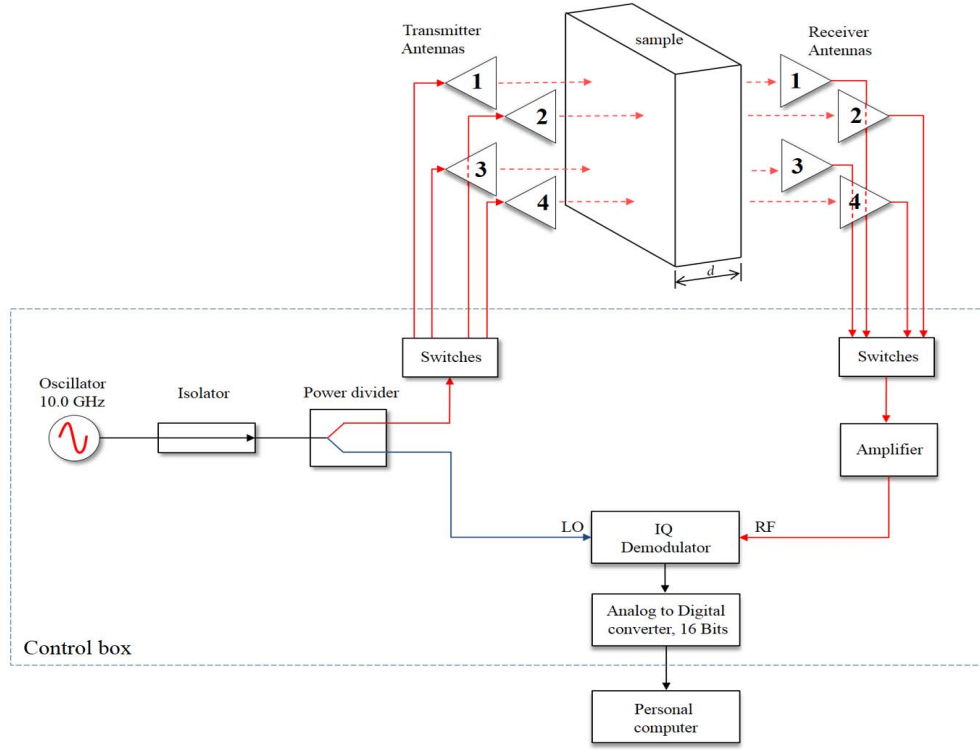 Transmitter
Antennas
sample
Receiver
Antennas
1
1
2
2
3
3
4
4
d
Switches
Switches
Oscillator
10.0 GHz
Isolator
Power divider
Amplifier
LO
IQ
Demodulator
RF
Analog to Digital
converter, 16 Bits
Control box
Personal
computer